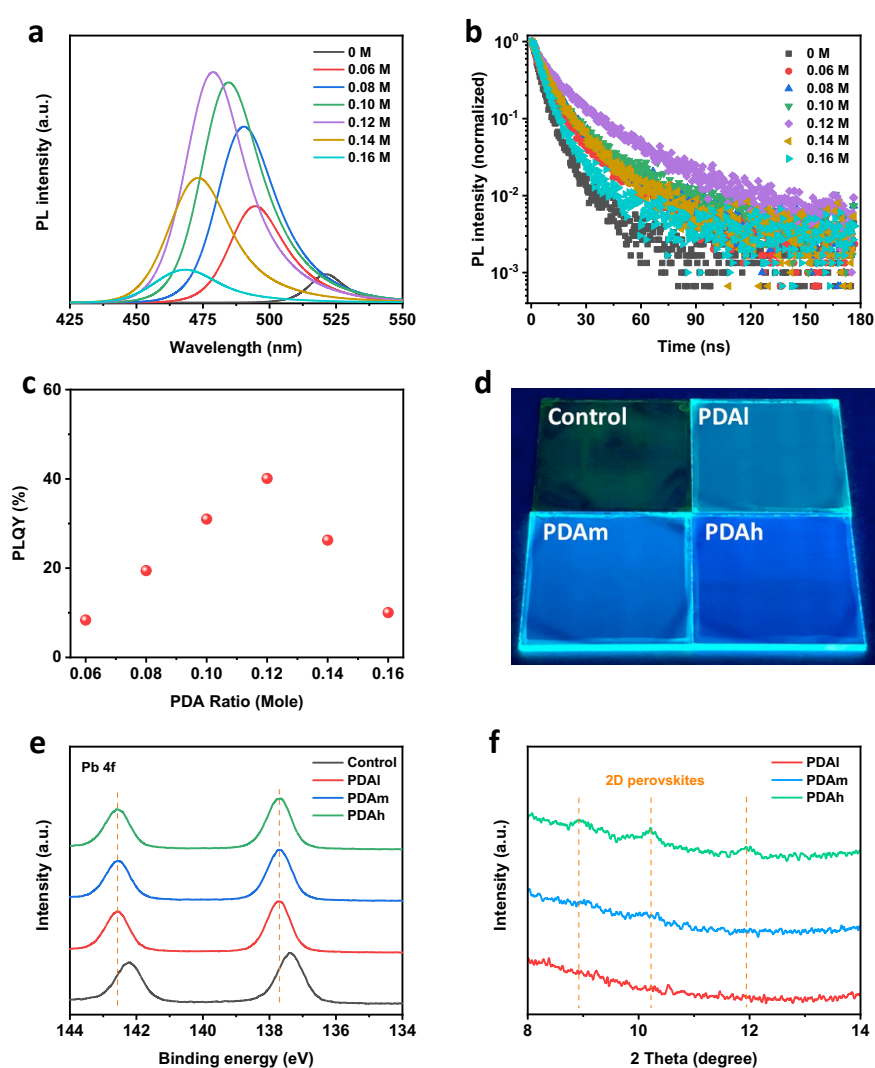 a
0 M
0.06 M
0.08 M
0.10 M
0.12 M
0.14 M
0.16 M
PL intensity (a.u.)
425 450 475 500 525 550
Wavelength (nm)
b
0 M
0.06 M
0.08 M
0.10 M
0.12 M
0.14 M
0.16 M
PL intensity (normalized)
10⁰
10⁻¹
10⁻²
10⁻³
0 30 60 90 120 150 180
Time (ns)
c
60
40
20
0
PLQY (%)
0.06 0.08 0.10 0.12 0.14 0.16
PDA Ratio (Mole)
d
Control PDAl
PDAm PDAh
e
Pb 4f
Control
PDAl
PDAm
PDAh
Intensity (a.u.)
144 142 140 138 136 134
Binding energy (eV)
f
2D perovskites
PDAl
PDAm
PDAh
Intensity (a.u.)
8 10 12 14
2 Theta (degree)